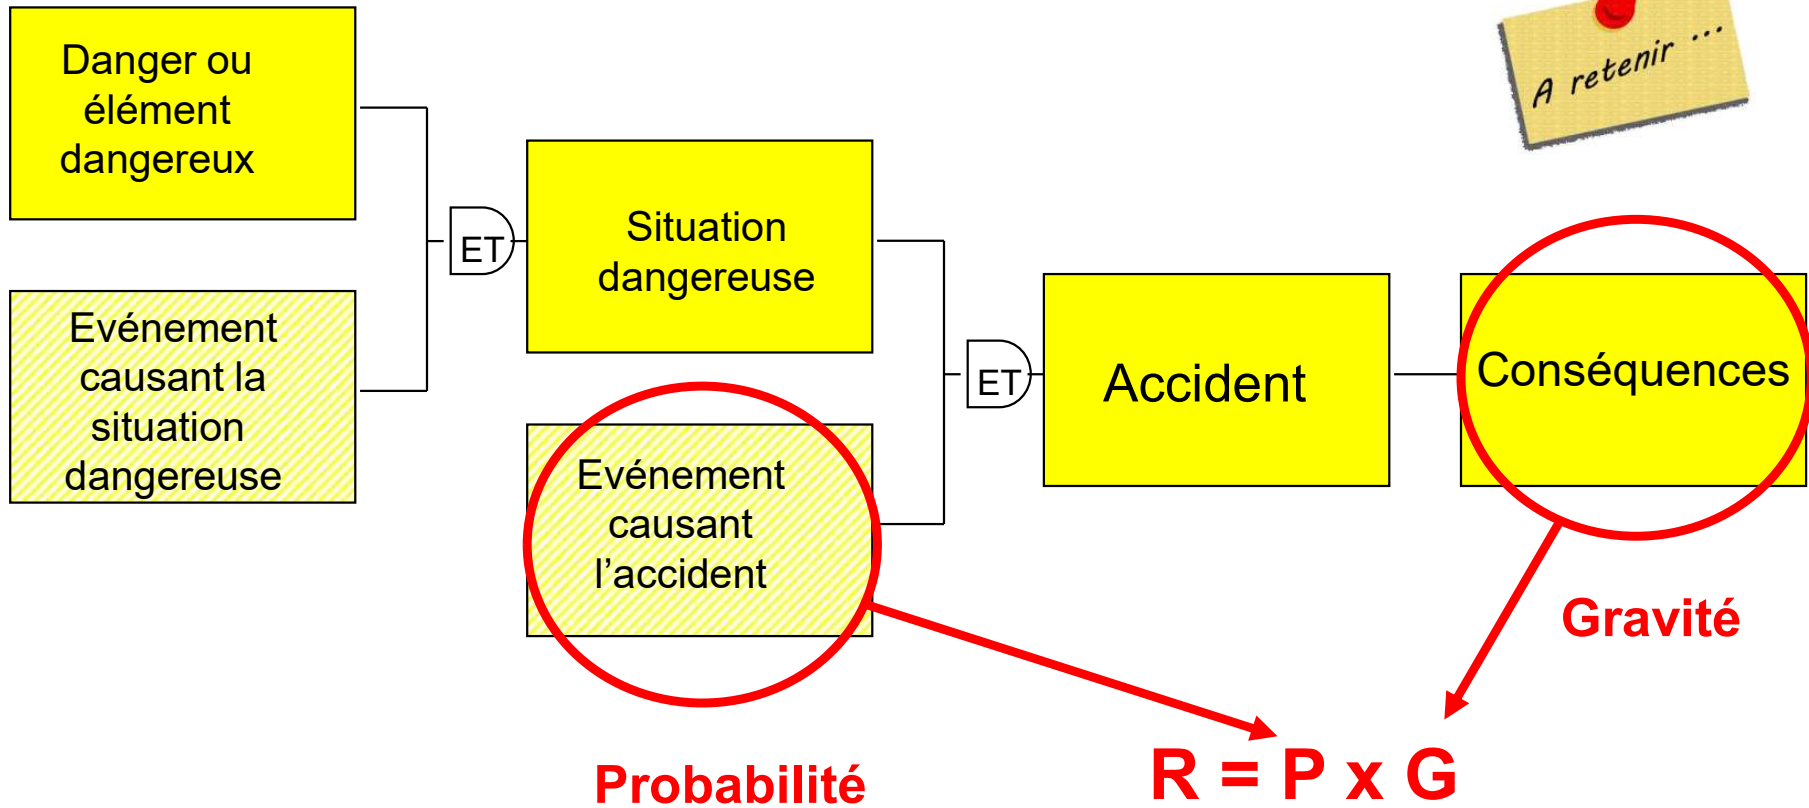 Danger ou
élément
dangereux
A retenir ...
ET
Situation
dangereuse
Evénement
causant la
situation
dangereuse
ET
Accident
Conséquences
Evénement
causant
l’accident
Gravité
Probabilité
R = P x G